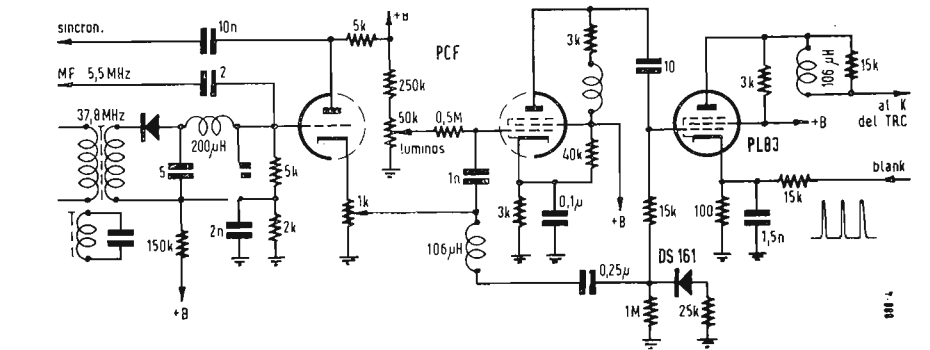 sincron.
10n
5k
+B
PCF
3k
10
3k
106 µH
15k
MF 5,5 MHz
2
250k
al K
del TRC
37,8 MHz
50k
luminos
0,5M
+B
PL83
200µH
5
5k
1n
40k
blank
15k
150k
2n
2k
1k
3k
0,1µ
+B
15k
100
1,5n
106µH
0,25µ
DS 161
+B
1M
25k